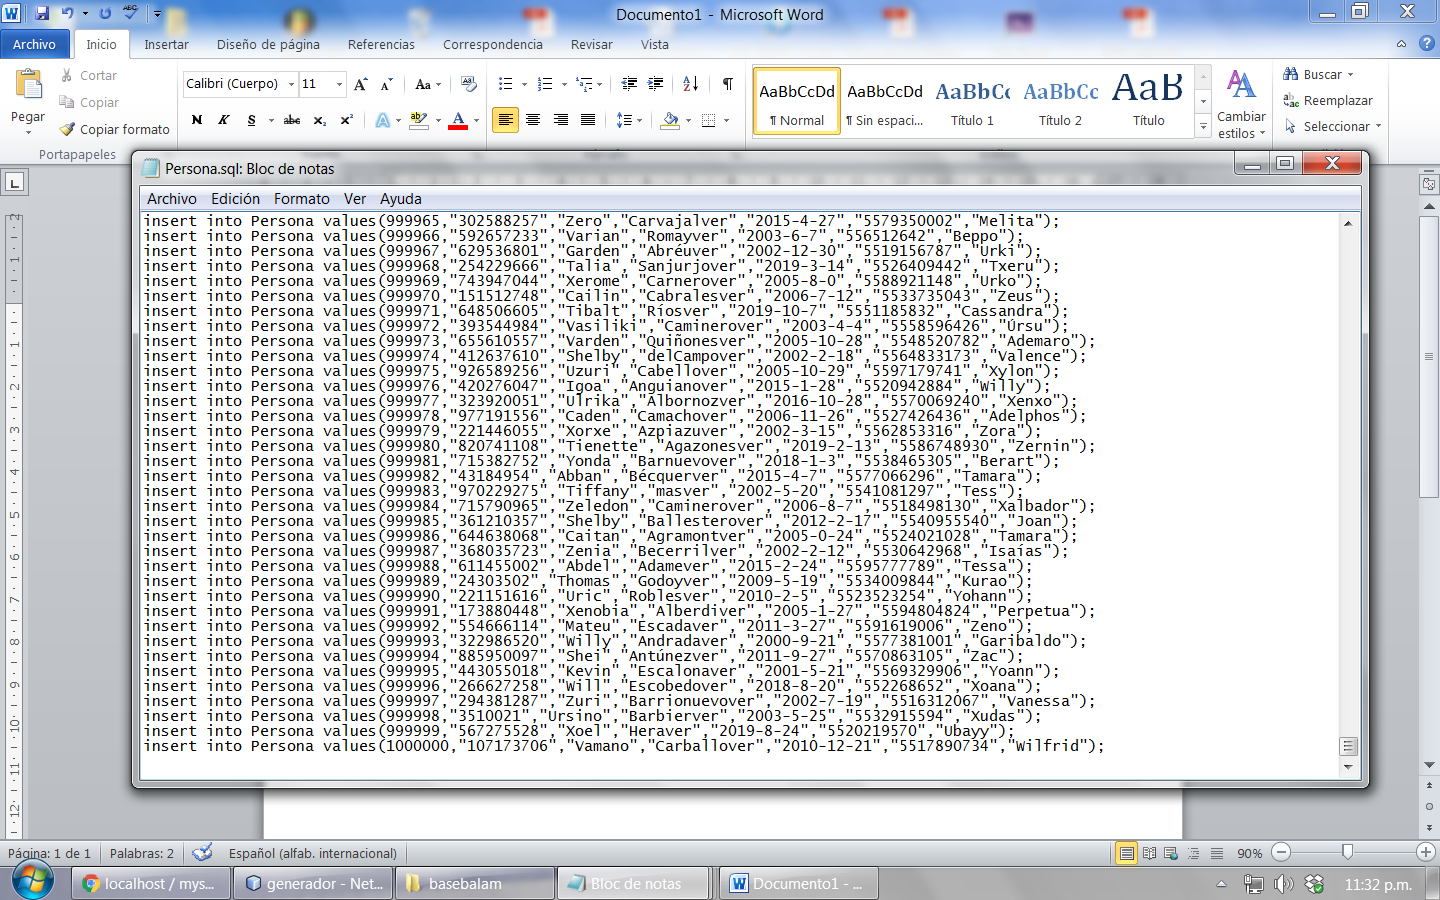 Documento1 - Microsoft Word
Archivo Inicio Insertar Diseño de página Referencias Correspondencia Revisar Vista
Pegar
Cortar
Copiar
Copiar formato
Portapapeles
Calibri (Cuerpo) 11
AaBbCcDd AaBbCcDd AaBbCc AaBbCc AaB
¶ Normal ¶ Sin espaci... Título 1 Título 2 Título
Cambiar estilos
Buscar
Reemplazar
Seleccionar
Persona.sql: Bloc de notas
Archivo Edición Formato Ver Ayuda
insert into Persona values(999965,"302588257","Zero","Carvajalver","2015-4-27","5579350002","Melita");
insert into Persona values(999966,"592657233","Varian","Romayver","2003-6-7","556512642","Beppo");
insert into Persona values(999967,"629536801","Garden","Abréuver","2002-12-30","5519156787","Urki");
insert into Persona values(999968,"254229666","Talia","Sanjurjover","2019-3-14","5526409442","Txeru");
insert into Persona values(999969,"743947044","Xerome","Carnerover","2005-8-0","5588921148","Urko");
insert into Persona values(999970,"151512748","Cailin","Cabralesver","2006-7-12","5533735043","Zeus");
insert into Persona values(999971,"648506605","Tibalt","Ríosver","2019-10-7","5551185832","Cassandra");
insert into Persona values(999972,"393544984","Vasiliki","Caminerover","2003-4-4","5558596426","Úrsu");
insert into Persona values(999973,"655610557","Varden","Quiñonesver","2005-10-28","5548520782","Ademaro");
insert into Persona values(999974,"412637610","Shelby","delCampover","2002-2-18","5564833173","Valence");
insert into Persona values(999975,"926589256","Uzuri","Cabellover","2005-10-29","5597179741","Xylon");
insert into Persona values(999976,"420276047","Igoa","Anguianover","2015-1-28","5520942884","Willy");
insert into Persona values(999977,"323920051","Ulrika","Albornozver","2016-10-28","5570069240","Xenxo");
insert into Persona values(999978,"977191556","Caden","Camachover","2006-11-26","5527426436","Adelphos");
insert into Persona values(999979,"221446055","Xorxe","Azpiazuver","2002-3-15","5562853316","Zora");
insert into Persona values(999980,"820741108","Tienette","Agazonesver","2019-2-13","5586748930","Zernin");
insert into Persona values(999981,"715382752","Yonda","Barnuevover","2018-1-3","5538465305","Berart");
insert into Persona values(999982,"43184954","Abban","Bécquerver","2015-4-7","5577066296","Tamara");
insert into Persona values(999983,"970229275","Tiffany","masver","2002-5-20","5541081297","Tess");
insert into Persona values(999984,"715790965","Zeledon","Caminerover","2006-8-7","5518498130","Xalbador");
insert into Persona values(999985,"361210357","Shelby","Ballesterover","2012-2-17","5540955540","Joan");
insert into Persona values(999986,"644638068","Caitan","Agramontver","2005-0-24","5524021028","Tamara");
insert into Persona values(999987,"368035723","Zenia","Becerrilver","2002-2-12","5530642968","Isaías");
insert into Persona values(999988,"611455002","Abdel","Adamever","2015-2-24","5595777789","Tessa");
insert into Persona values(999989,"24303502","Thomas","Godoyver","2009-5-19","5534009844","Kurao");
insert into Persona values(999990,"221151616","Uric","Roblesver","2010-2-5","5523523254","Yohann");
insert into Persona values(999991,"173880448","Xenobia","Alberdiver","2005-1-27","5594804824","Perpetua");
insert into Persona values(999992,"554666114","Mateu","Escadaver","2011-3-27","5591619006","Zeno");
insert into Persona values(999993,"322986520","Willy","Andradaver","2000-9-21","5577381001","Garibaldo");
insert into Persona values(999994,"885950097","Shei","Antúnezver","2011-9-27","5570863105","Zac");
insert into Persona values(999995,"443055018","Kevin","Escalonaver","2001-5-21","5569329906","Yoann");
insert into Persona values(999996,"266627258","Will","Escobedover","2018-8-20","552268652","Xoana");
insert into Persona values(999997,"294381287","Zuri","Barrionuevover","2002-7-19","5516312067","Vanessa");
insert into Persona values(999998,"3510021","Ursino","Barbierver","2003-5-25","5532915594","Xudas");
insert into Persona values(999999,"567275528","Xoel","Heraver","2019-8-24","5520219570","Ubayy");
insert into Persona values(1000000,"107173706","Vamano","Carballover","2010-12-21","5517890734","Wilfrid");
Página: 1 de 1 Palabras: 2 Español (alfab. internacional) 90%
localhost / mys... generador - Net... basebalam Bloc de notas Documento1 - ... 11:32 p.m.